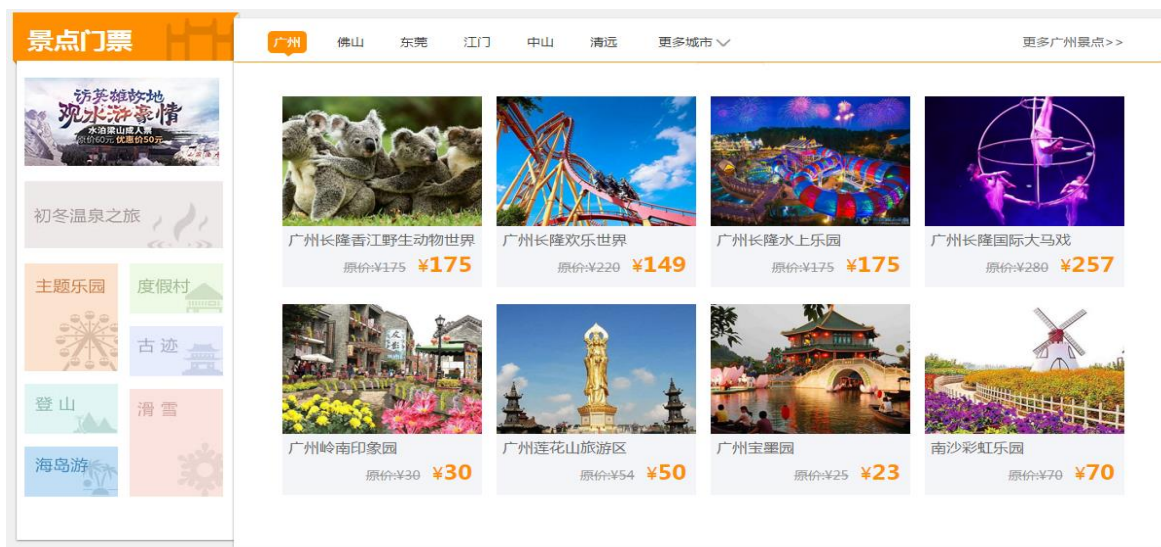 景点门票
广州 佛山 东莞 江门 中山 清远 更多城市 更多广州景点>>
访英雄故地
观水浒豪情
水泊梁山成人票
原价60元 优惠价50元
初冬温泉之旅
主题乐园
度假村
古迹
登山
滑雪
海岛游
广州长隆香江野生动物世界
原价:¥175 ¥175
广州长隆欢乐世界
原价:¥220 ¥149
广州长隆水上乐园
原价:¥175 ¥175
广州长隆国际大马戏
原价:¥280 ¥257
广州岭南印象园
原价:¥30 ¥30
广州莲花山旅游区
原价:¥54 ¥50
广州宝墨园
原价:¥25 ¥23
南沙彩虹乐园
原价:¥70 ¥70